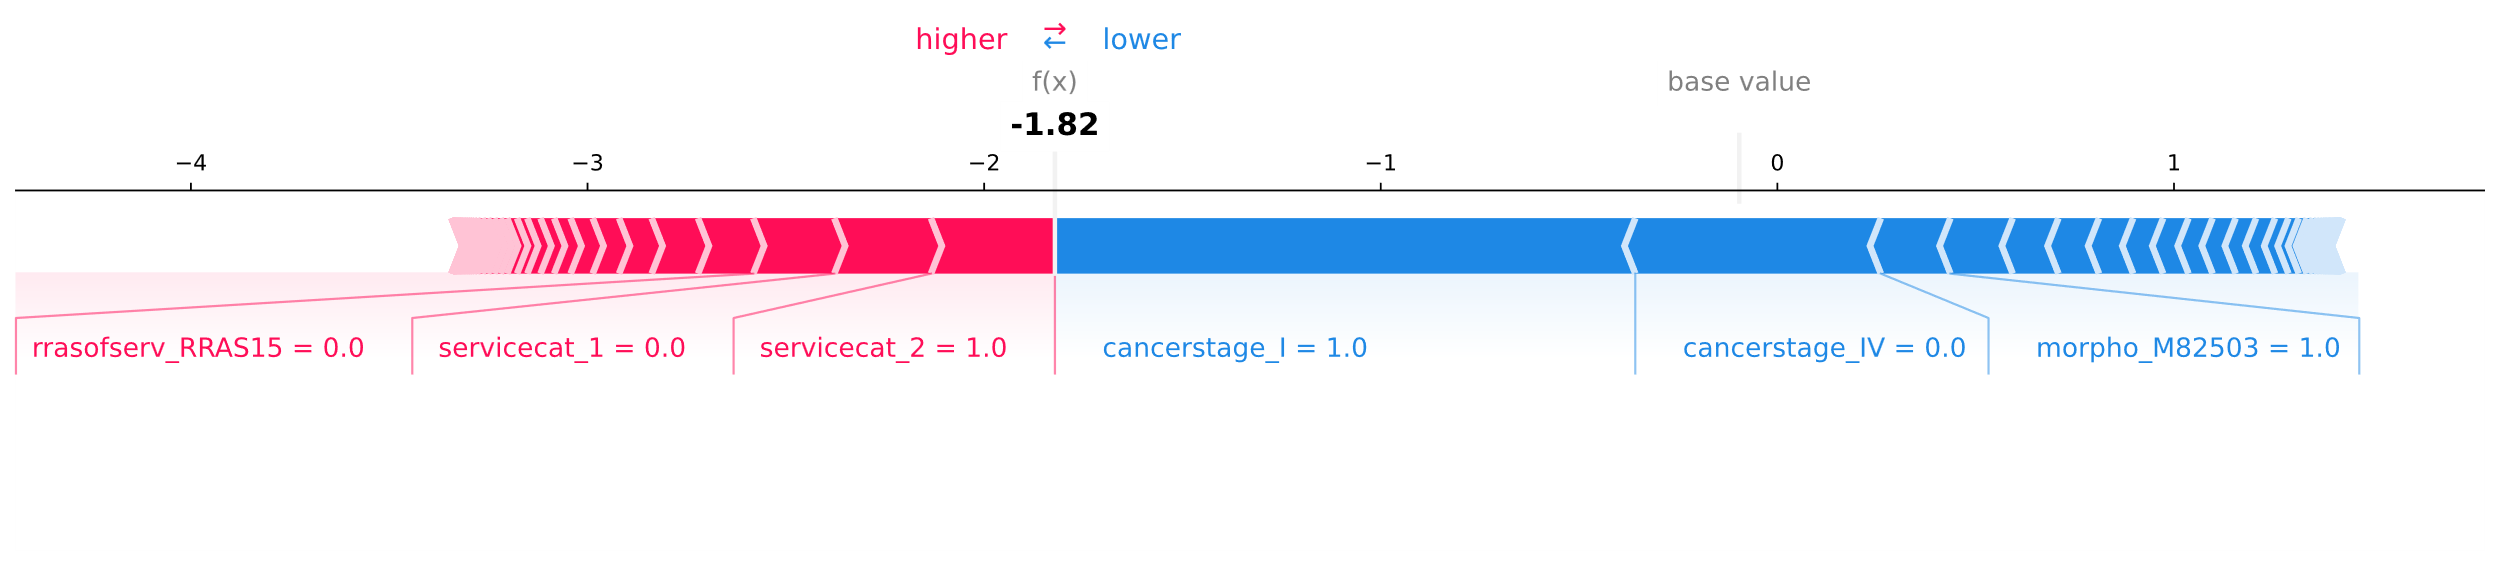 higher ⇄ lower
f(x) base value
-1.82
−4 −3 −2 −1 0 1
rrasofserv_RRAS15 = 0.0 servicecat_1 = 0.0 servicecat_2 = 1.0 cancerstage_I = 1.0 cancerstage_IV = 0.0 morpho_M82503 = 1.0